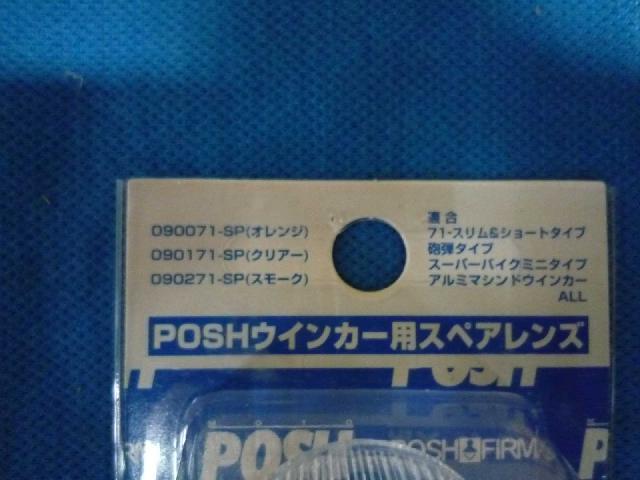 090071-SP(オレンジ)
090171-SP(クリアー)
090271-SP(スモーク)
適合
71-スリム&ショートタイプ
砲弾タイプ
スーパーバイクミニタイプ
アルミマシンドウインカー
ALL
POSHウインカー用スペアレンズ
POSH
MOTO
POSH
POSH FIRM